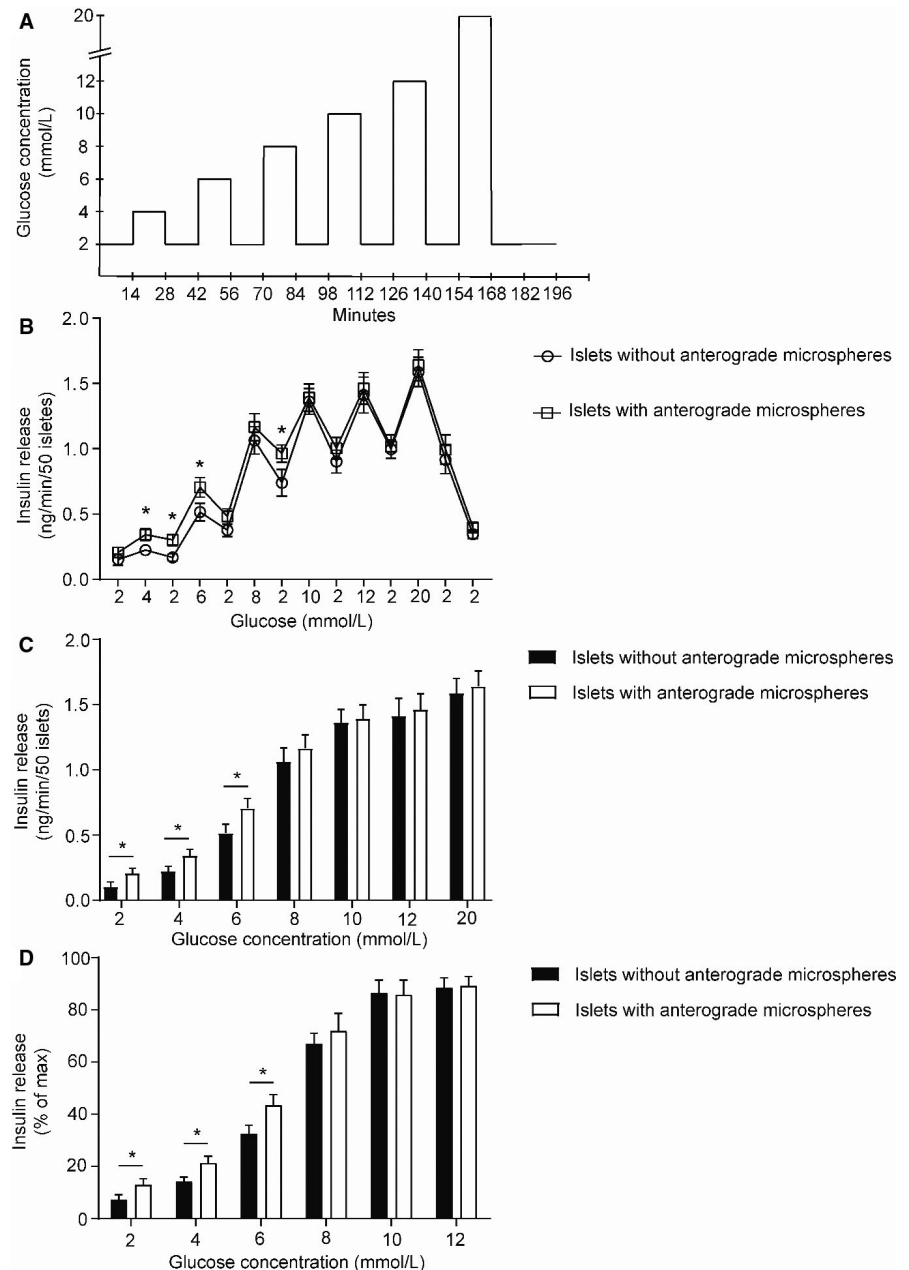 A
Glucose concentration
(mmol/L)
20
12
10
8
6
4
2
14 28 42 56 70 84 98 112 126 140 154 168 182 196
Minutes
B
Insulin release
(ng/min/50 isletes)
2.0
1.5
1.0
0.5
0.0
* * * *
2 4 2 6 2 8 2 10 2 12 2 20 2 2
Glucose (mmol/L)
Islets without anterograde microspheres
Islets with anterograde microspheres
C
Insulin release
(ng/min/50 islets)
2.0
1.5
1.0
0.5
0.0
* * *
2 4 6 8 10 12 20
Glucose concentration (mmol/L)
Islets without anterograde microspheres
Islets with anterograde microspheres
D
Insulin release
(% of max)
100
80
60
40
20
0
* * *
2 4 6 8 10 12
Glucose concentration (mmol/L)
Islets without anterograde microspheres
Islets with anterograde microspheres